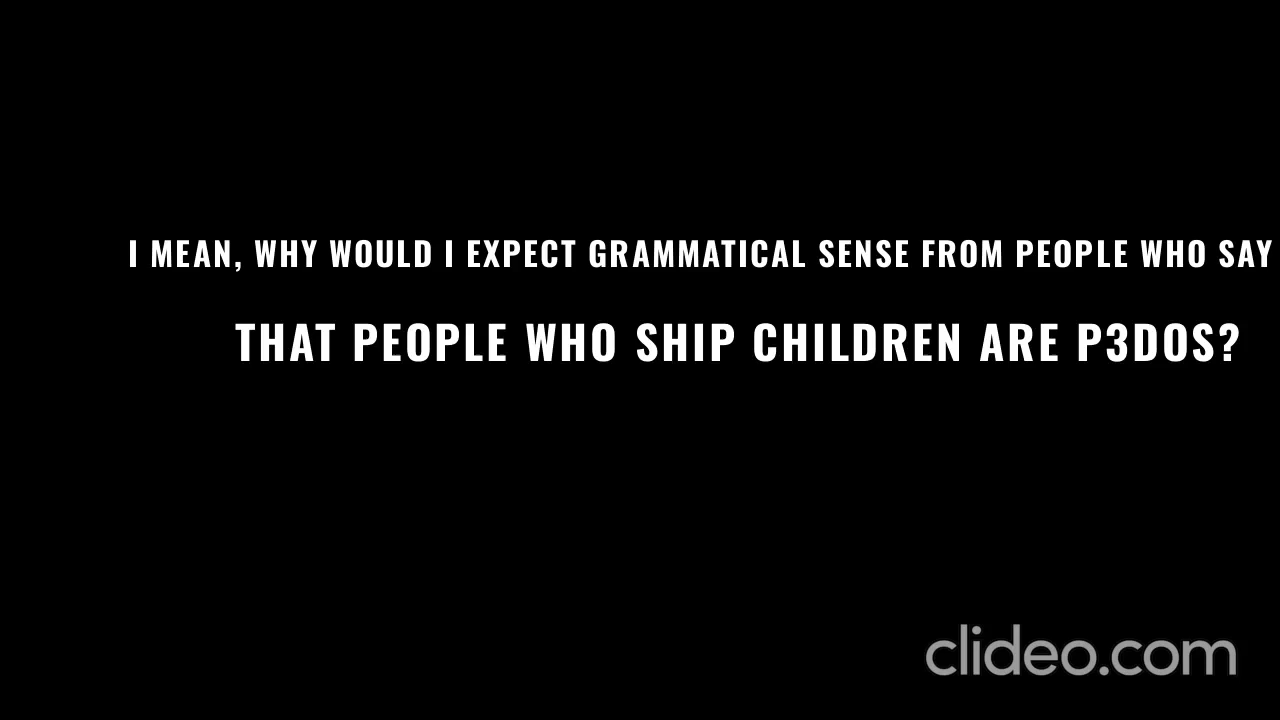 I MEAN, WHY WOULD I EXPECT GRAMMATICAL SENSE FROM PEOPLE WHO SAY
THAT PEOPLE WHO SHIP CHILDREN ARE P3DOS?
clideo.com